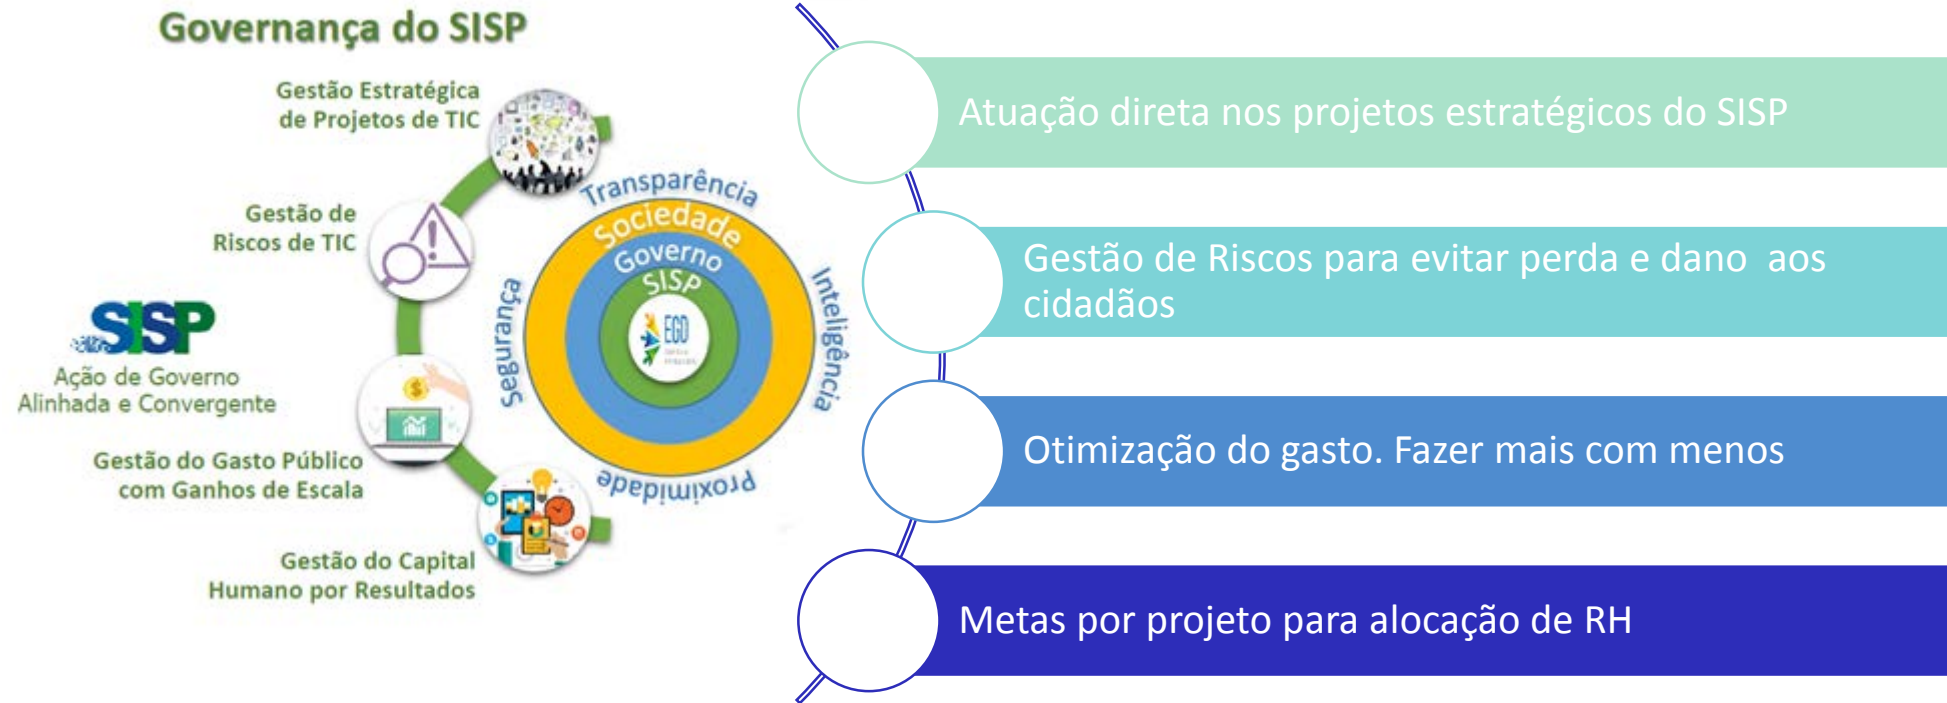 Governança do SISP
Gestão Estratégica
de Projetos de TIC
Gestão de
Riscos de TIC
SISP
Ação de Governo
Alinhada e Convergente
Gestão do Gasto Público
com Ganhos de Escala
Gestão do Capital
Humano por Resultados
Transparência
Segurança
Inteligência
Proximidade
Sociedade
Governo
SISP
EGD
Atuação direta nos projetos estratégicos do SISP
Gestão de Riscos para evitar perda e dano  aos
cidadãos
Otimização do gasto. Fazer mais com menos
Metas por projeto para alocação de RH